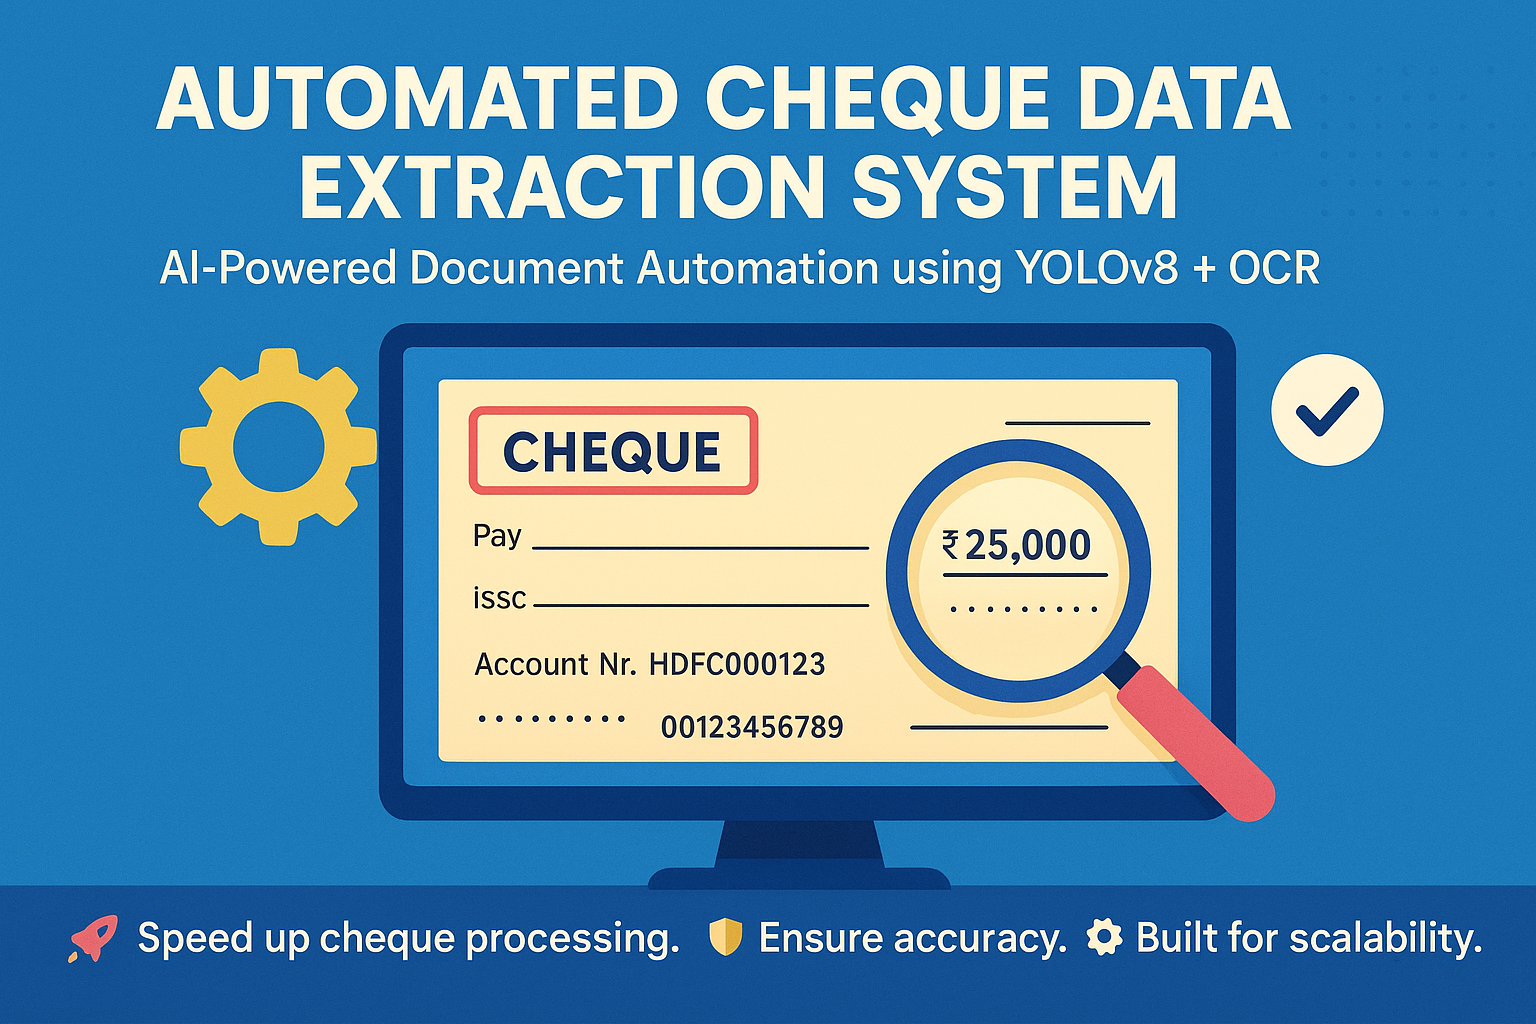 AUTOMATED CHEQUE DATA
EXTRACTION SYSTEM
AI-Powered Document Automation using YOLOv8 + OCR
CHEQUE
Pay
₹25,000
issc
Account Nr. HDFC000123
00123456789
Speed up cheque processing. Ensure accuracy. Built for scalability.